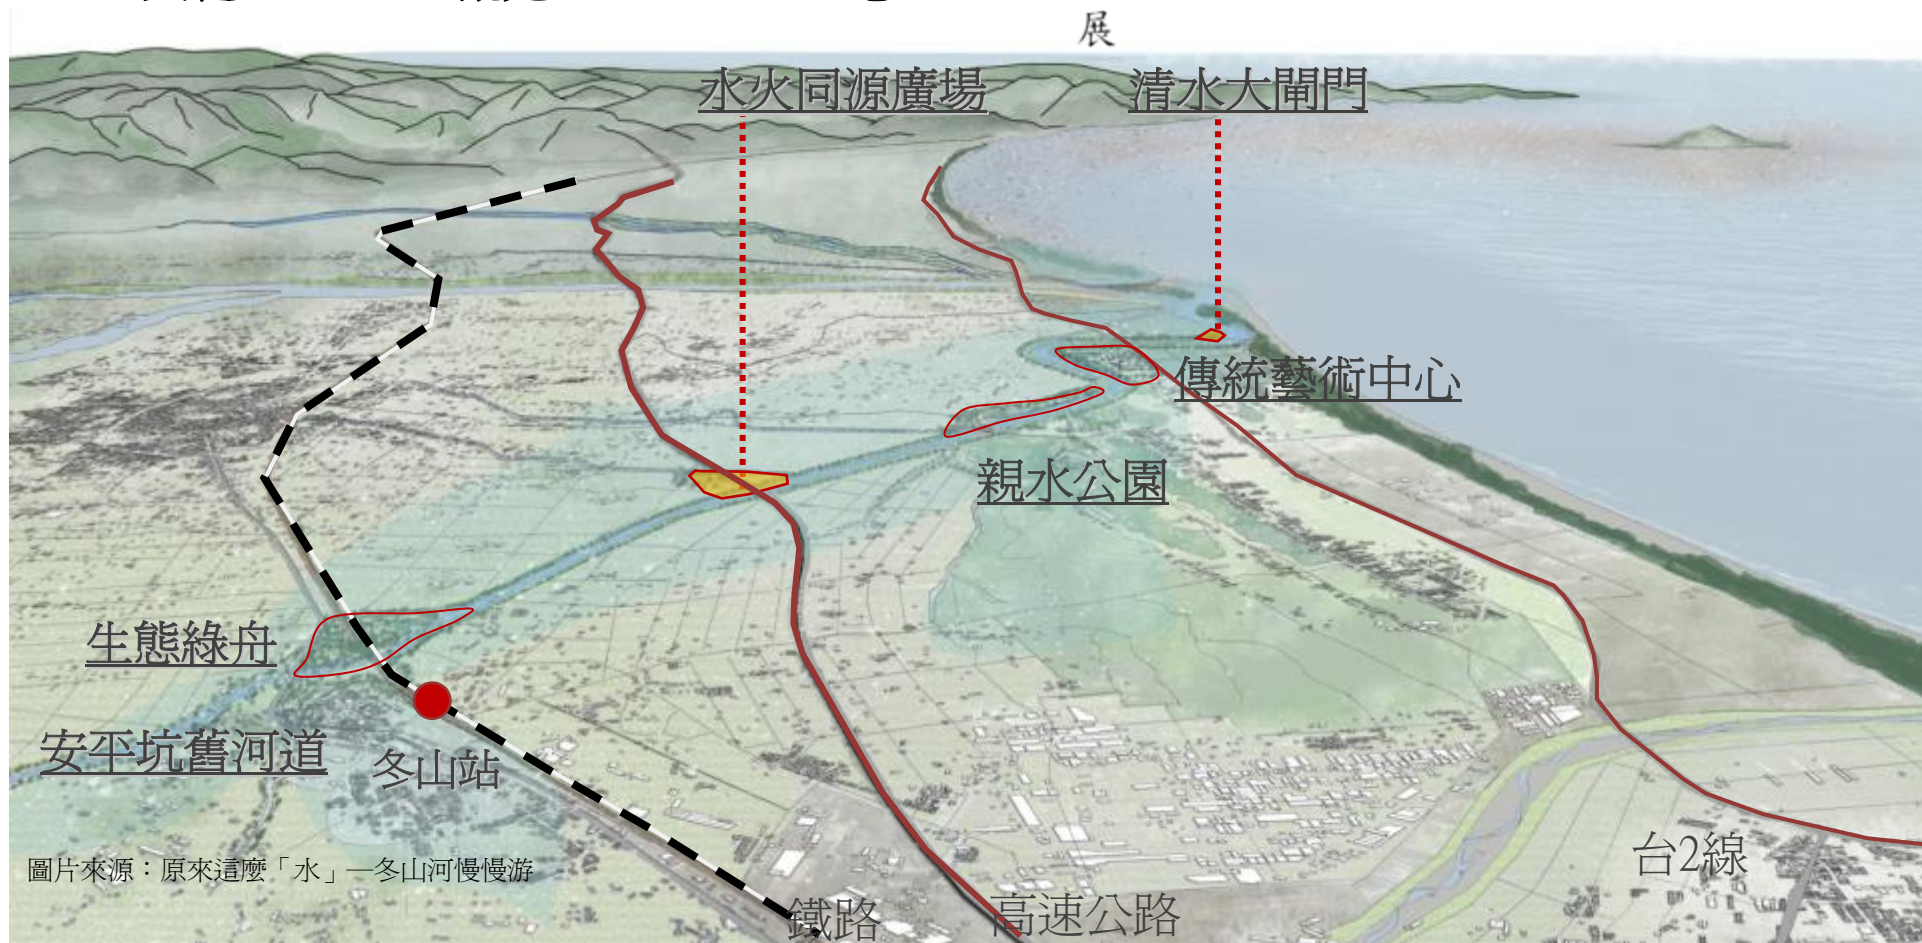 展
水火同源廣場
清水大閘門
傳統藝術中心
親水公園
生態綠舟
安平坑舊河道
冬山站
台2線
圖片來源：原來這麼「水」—冬山河慢慢游
鐵路
高速公路